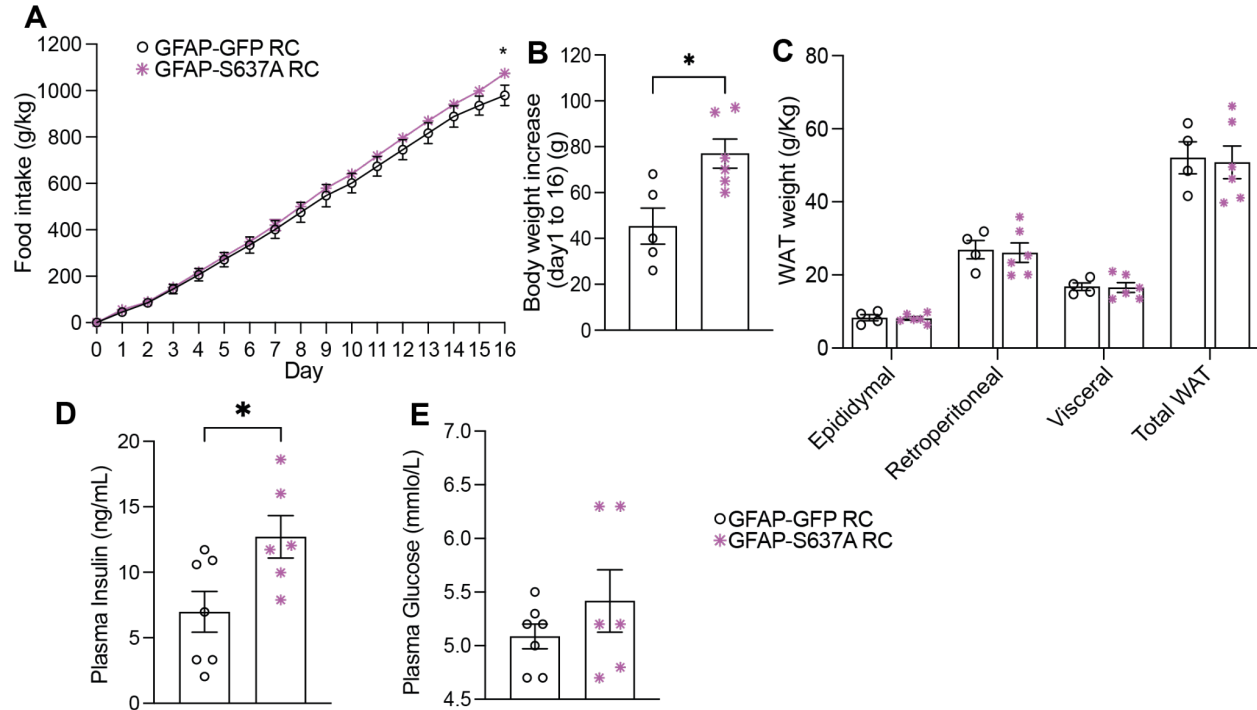 A
GFAP-GFP RC
GFAP-S637A RC
*
Food intake (g/kg)
1200
1000
800
600
400
200
0
0 1 2 3 4 5 6 7 8 9 10 11 12 13 14 15 16
Day
B
*
Body weight increase
(day1 to 16) (g)
120
100
80
60
40
20
0
C
WAT weight (g/Kg)
80
60
40
20
0
Epididymal
Retroperitoneal
Visceral
Total WAT
D
*
Plasma Insulin (ng/mL)
20
15
10
5
0
E
Plasma Glucose (mmlo/L)
7.0
6.5
6.0
5.5
5.0
4.5
GFAP-GFP RC
GFAP-S637A RC